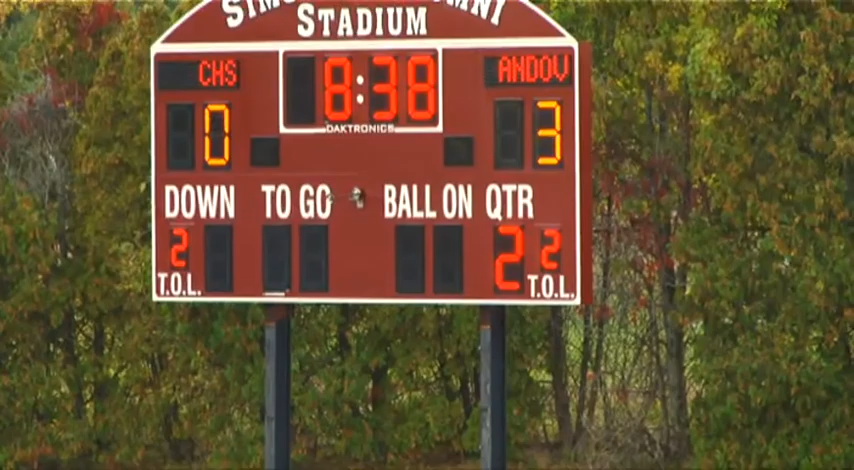 STADIUM
CHS 8:38 ANDOV
0 DAKTRONICS 3
DOWN TO GO BALL ON QTR
2 2 2
T.O.L. T.O.L.